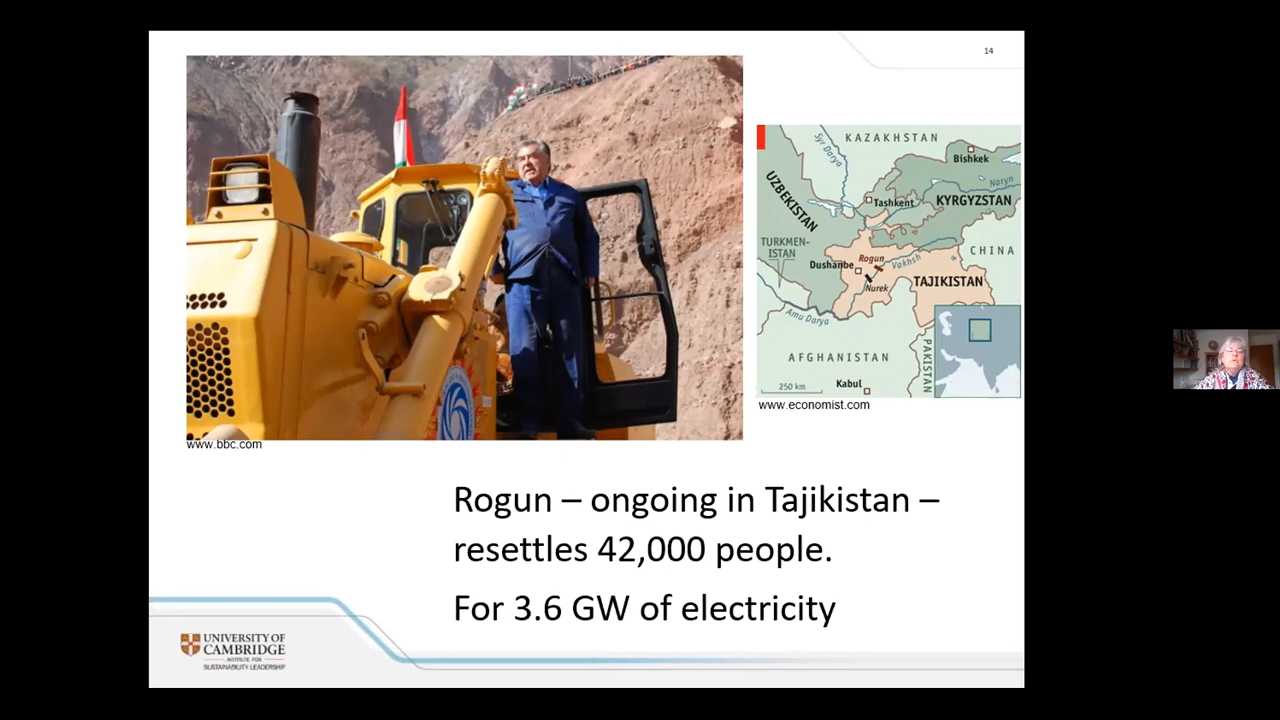 14
KAZAKHSTAN
Syr Darya
Bishkek
Naryn
UZBEKISTAN
Tashkent
KYRGYZSTAN
TURKMEN-
ISTAN
CHINA
Dushanbe
Rogun
Vakhsh
Nurek
TAJIKISTAN
Amu Darya
AFGHANISTAN
PAKISTAN
250 km
Kabul
www.economist.com
www.bbc.com
Rogun – ongoing in Tajikistan –
resettles 42,000 people.
For 3.6 GW of electricity
UNIVERSITY OF
CAMBRIDGE
INSTITUTE FOR
SUSTAINABILITY LEADERSHIP